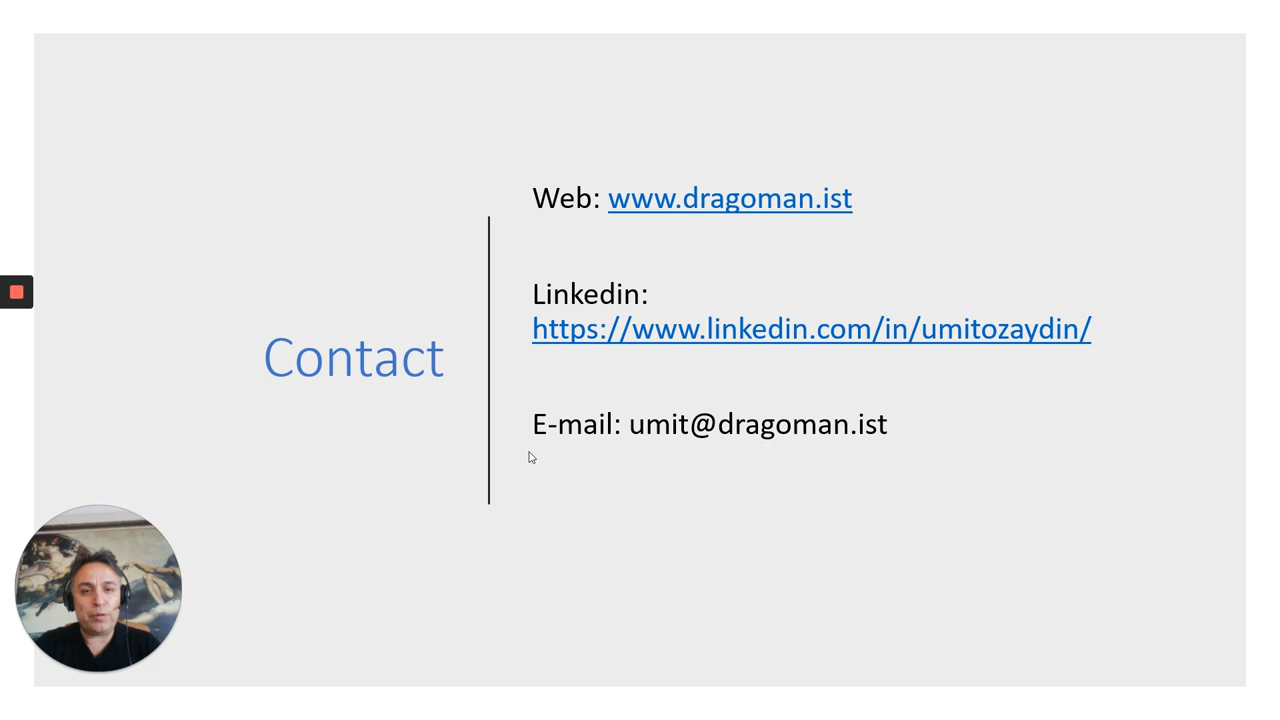 Contact
Web: www.dragoman.ist
Linkedin:
https://www.linkedin.com/in/umitozaydin/
E-mail: umit@dragoman.ist